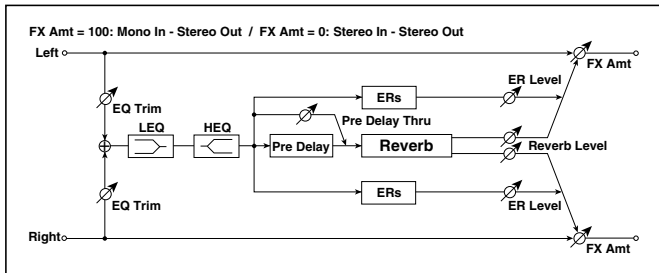 FX Amt = 100: Mono In - Stereo Out / FX Amt = 0: Stereo In - Stereo Out
Left
FX Amt
EQ Trim
ERs
ER Level
Pre Delay Thru
LEQ
HEQ
Pre Delay
Reverb
Reverb Level
EQ Trim
ERs
ER Level
Right
FX Amt